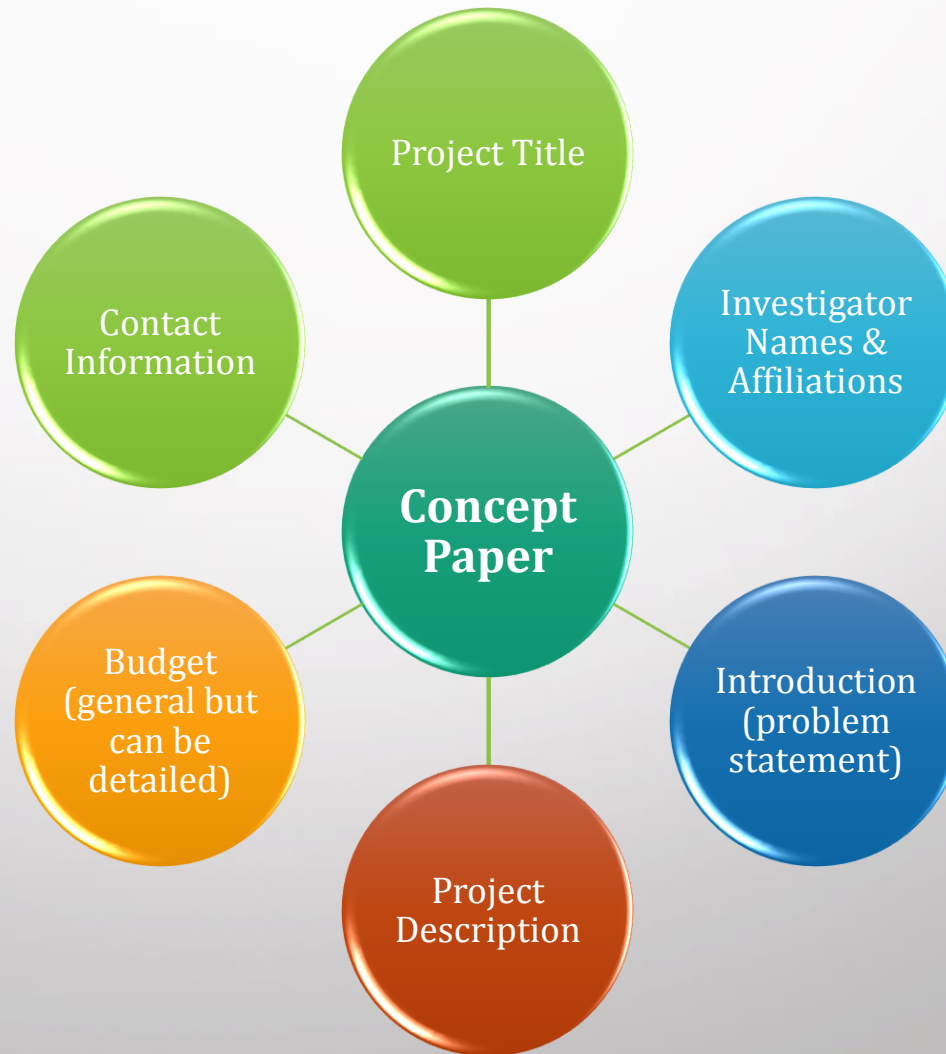 Project Title
Investigator
Names &
Affiliations
Introduction
(problem
statement)
Project
Description
Budget
(general but
can be
detailed)
Contact
Information
Concept
Paper